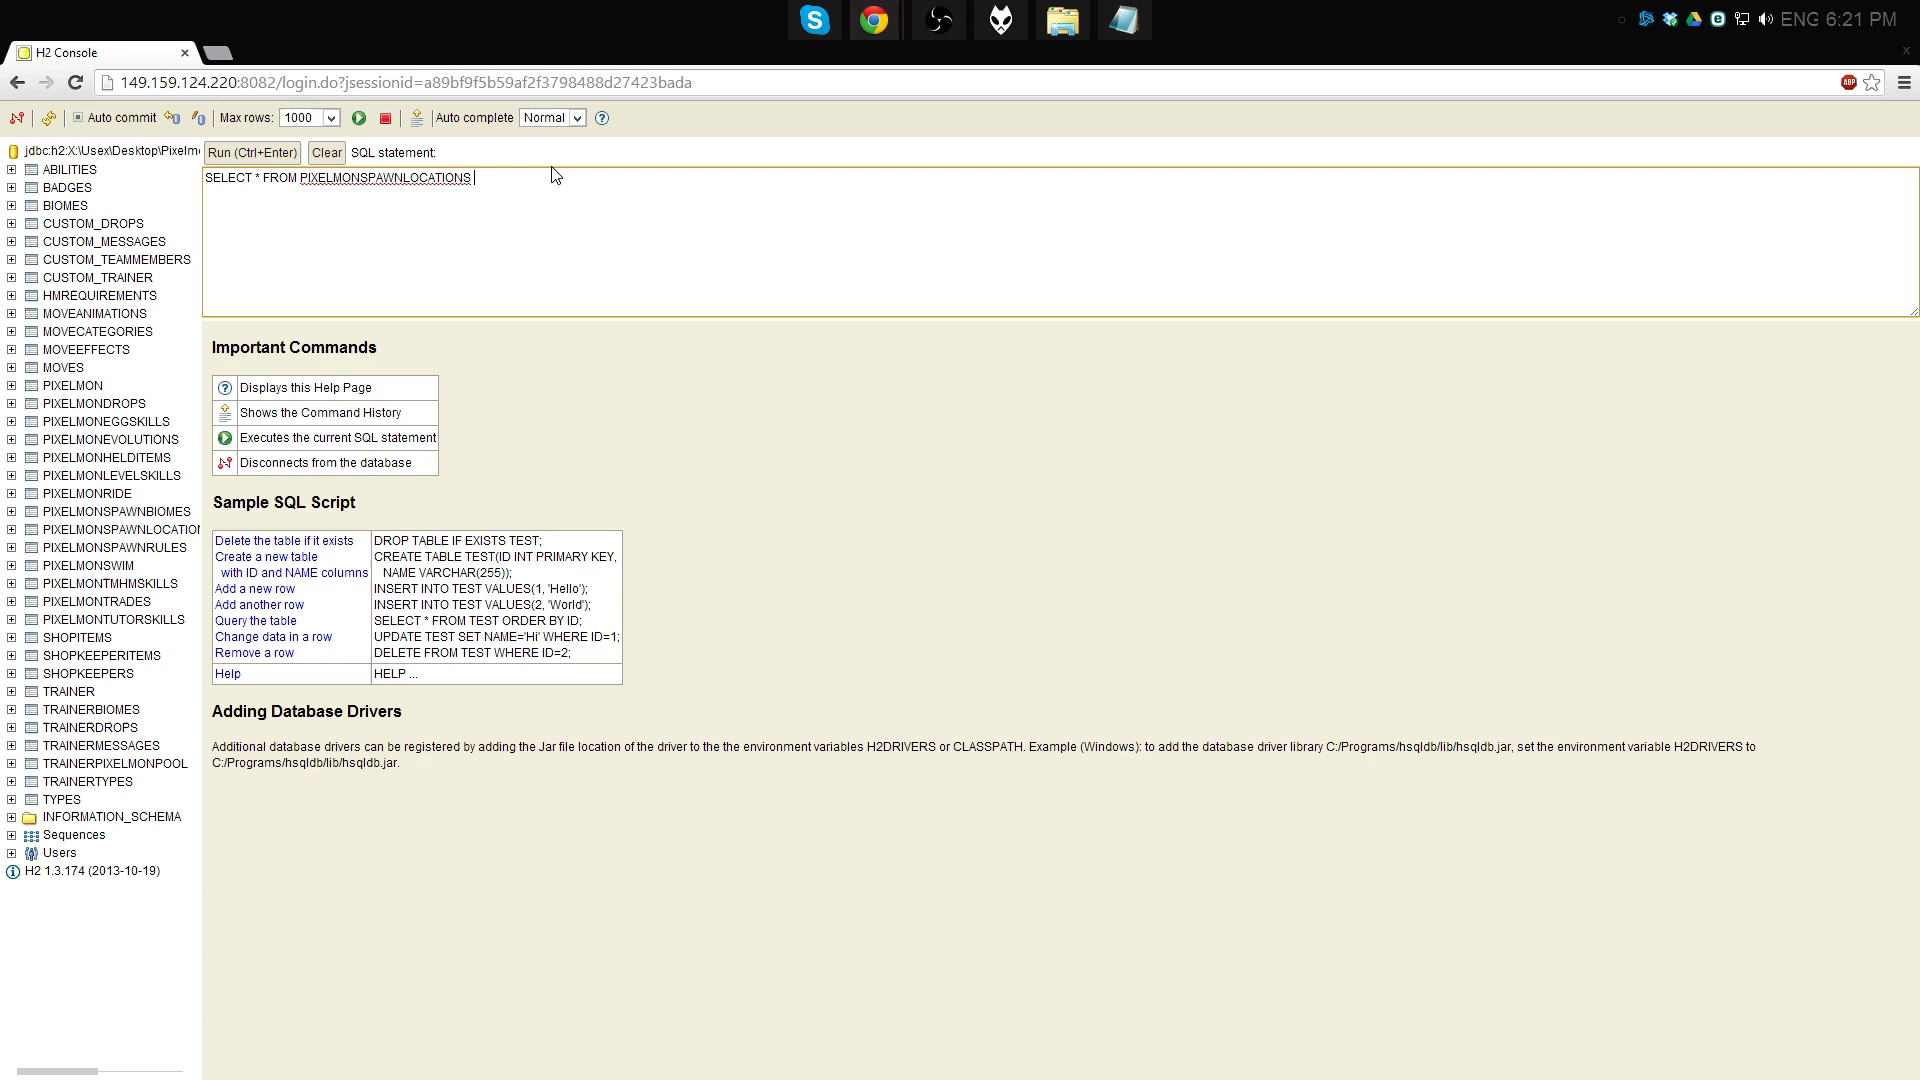 ENG 6:21 PM
H2 Console
149.159.124.220:8082/login.do?jsessionid=a89bf9f5b59af2f3798488d27423bada
ABP
Auto commit Max rows: 1000 Auto complete Normal
jdbc:h2:X:\Usex\Desktop\Pixelm
Run (Ctrl+Enter) Clear SQL statement:
SELECT * FROM PIXELMONSPAWNLOCATIONS
ABILITIES
BADGES
BIOMES
CUSTOM_DROPS
CUSTOM_MESSAGES
CUSTOM_TEAMMEMBERS
CUSTOM_TRAINER
HMREQUIREMENTS
MOVEANIMATIONS
MOVECATEGORIES
MOVEEFFECTS
MOVES
PIXELMON
PIXELMONDROPS
PIXELMONEGGSKILLS
PIXELMONEVOLUTIONS
PIXELMONHELDITEMS
PIXELMONLEVELSKILLS
PIXELMONRIDE
PIXELMONSPAWNBIOMES
PIXELMONSPAWNLOCATION
PIXELMONSPAWNRULES
PIXELMONSWIM
PIXELMONTMHMSKILLS
PIXELMONTRADES
PIXELMONTUTORSKILLS
SHOPITEMS
SHOPKEEPERITEMS
SHOPKEEPERS
TRAINER
TRAINERBIOMES
TRAINERDROPS
TRAINERMESSAGES
TRAINERPIXELMONPOOL
TRAINERTYPES
TYPES
INFORMATION_SCHEMA
Sequences
Users
H2 1.3.174 (2013-10-19)
Important Commands
Displays this Help Page
Shows the Command History
Executes the current SQL statement
Disconnects from the database
Sample SQL Script
Delete the table if it exists DROP TABLE IF EXISTS TEST;
Create a new table CREATE TABLE TEST(ID INT PRIMARY KEY,
with ID and NAME columns NAME VARCHAR(255));
Add a new row INSERT INTO TEST VALUES(1, 'Hello');
Add another row INSERT INTO TEST VALUES(2, 'World');
Query the table SELECT * FROM TEST ORDER BY ID;
Change data in a row UPDATE TEST SET NAME='Hi' WHERE ID=1;
Remove a row DELETE FROM TEST WHERE ID=2;
Help HELP ...
Adding Database Drivers
Additional database drivers can be registered by adding the Jar file location of the driver to the the environment variables H2DRIVERS or CLASSPATH. Example (Windows): to add the database driver library C:/Programs/hsqldb/lib/hsqldb.jar, set the environment variable H2DRIVERS to
C:/Programs/hsqldb/lib/hsqldb.jar.